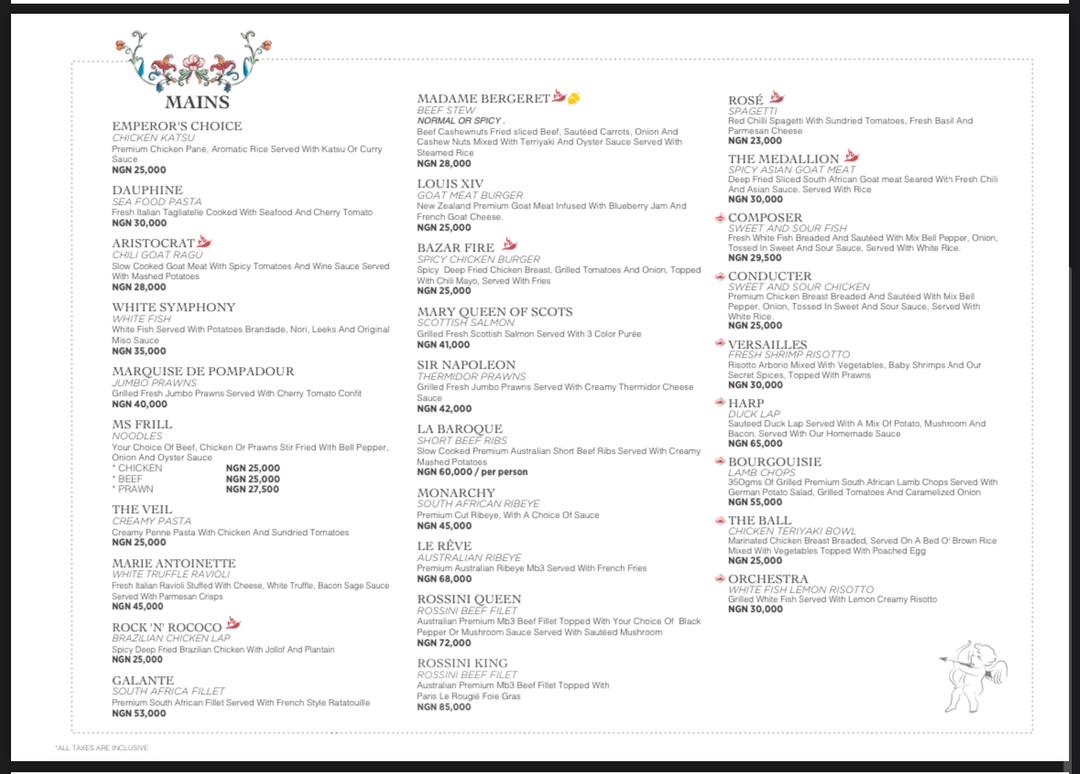 MAINS
EMPEROR'S CHOICE
CHICKEN KATSU
Premium Chicken Pané, Aromatic Rice Served With Katsu Or Curry
Sauce
NGN 25,000
DAUPHINE
SEA FOOD PASTA
Fresh Italian Tagliatelle Cooked With Seafood And Cherry Tomato
NGN 30,000
ARISTOCRAT
CHILI GOAT RAGU
Slow Cooked Goat Meat With Spicy Tomatoes And Wine Sauce Served
With Mashed Potatoes
NGN 28,000
WHITE SYMPHONY
WHITE FISH
White Fish Served With Potatoes Brandade, Nori, Leeks And Original
Miso Sauce
NGN 35,000
MARQUISE DE POMPADOUR
JUMBO PRAWNS
Grilled Fresh Jumbo Prawns Served With Cherry Tomato Confit
NGN 40,000
MS FRILL
NOODLES
Your Choice Of Beef, Chicken Or Prawns Stir Fried With Bell Pepper,
Onion And Oyster Sauce
* CHICKEN NGN 25,000
* BEEF NGN 25,000
* PRAWN NGN 27,500
THE VEIL
CREAMY PASTA
Creamy Penne Pasta With Chicken And Sundried Tomatoes
NGN 25,000
MARIE ANTOINETTE
WHITE TRUFFLE RAVIOLI
Fresh Italian Ravioli Stuffed With Cheese, White Truffle, Bacon Sage Sauce
Served With Parmesan Crisps
NGN 45,000
ROCK 'N' ROCOCO
BRAZILIAN CHICKEN LAP
Spicy Deep Fried Brazilian Chicken With Jollof And Plantain
NGN 25,000
GALANTE
SOUTH AFRICA FILLET
Premium South African Fillet Served With French Style Ratatouille
NGN 53,000
MADAME BERGERET
BEEF STEW
NORMAL OR SPICY .
Beef Cashewnuts Fried sliced Beef, Sautéed Carrots, Onion And
Cashew Nuts Mixed With Terriyaki And Oyster Sauce Served With
Steamed Rice
NGN 28,000
LOUIS XIV
GOAT MEAT BURGER
New Zealand Premium Goat Meat Infused With Blueberry Jam And
French Goat Cheese.
NGN 25,000
BAZAR FIRE
SPICY CHICKEN BURGER
Spicy Deep Fried Chicken Breast, Grilled Tomatoes And Onion, Topped
With Chili Mayo, Served With Fries
NGN 25,000
MARY QUEEN OF SCOTS
SCOTTISH SALMON
Grilled Fresh Scottish Salmon Served With 3 Color Purée
NGN 41,000
SIR NAPOLEON
THERMIDOR PRAWNS
Grilled Fresh Jumbo Prawns Served With Creamy Thermidor Cheese
Sauce
NGN 42,000
LA BAROQUE
SHORT BEEF RIBS
Slow Cooked Premium Australian Short Beef Ribs Served With Creamy
Mashed Potatoes
NGN 60,000 / per person
MONARCHY
SOUTH AFRICAN RIBEYE
Premium Cut Ribeye, With A Choice Of Sauce
NGN 45,000
LE RÊVE
AUSTRALIAN RIBEYE
Premium Australian Ribeye Mb3 Served With French Fries
NGN 68,000
ROSSINI QUEEN
ROSSINI BEEF FILET
Australian Premium Mb3 Beef Fillet Topped With Your Choice Of Black
Pepper Or Mushroom Sauce Served With Sautéed Mushroom
NGN 72,000
ROSSINI KING
ROSSINI BEEF FILET
Australian Premium Mb3 Beef Fillet Topped With
Paris Le Rougié Foie Gras
NGN 85,000
ROSÉ
SPAGETTI
Red Chilli Spagetti With Sundried Tomatoes, Fresh Basil And
Parmesan Cheese
NGN 23,000
THE MEDALLION
SPICY ASIAN GOAT MEAT
Deep Fried Sliced South African Goat meat Seared With Fresh Chili
And Asian Sauce. Served With Rice
NGN 30,000
COMPOSER
SWEET AND SOUR FISH
Fresh White Fish Breaded And Sautéed With Mix Bell Pepper, Onion,
Tossed In Sweet And Sour Sauce, Served With White Rice.
NGN 29,500
CONDUCTER
SWEET AND SOUR CHICKEN
Premium Chicken Breast Breaded And Sautéed With Mix Bell
Pepper, Onion, Tossed In Sweet And Sour Sauce, Served With
White Rice.
NGN 25,000
VERSAILLES
FRESH SHRIMP RISOTTO
Risotto Arborio Mixed With Vegetables, Baby Shrimps And Our
Secret Spices, Topped With Prawns
NGN 30,000
HARP
DUCK LAP
Sauteed Duck Lap Served With A Mix Of Potato, Mushroom And
Bacon. Served With Our Homemade Sauce
NGN 65,000
BOURGOUISIE
LAMB CHOPS
350gms Of Grilled Premium South African Lamb Chops Served With
German Potato Salad, Grilled Tomatoes And Caramelized Onion
NGN 55,000
THE BALL
CHICKEN TERIYAKI BOWL
Marinated Chicken Breast Breaded, Served On A Bed Of Brown Rice
Mixed With Vegetables Topped With Poached Egg
NGN 25,000
ORCHESTRA
WHITE FISH LEMON RISOTTO
Grilled White Fish Served With Lemon Creamy Risotto
NGN 30,000
*ALL TAXES ARE INCLUSIVE